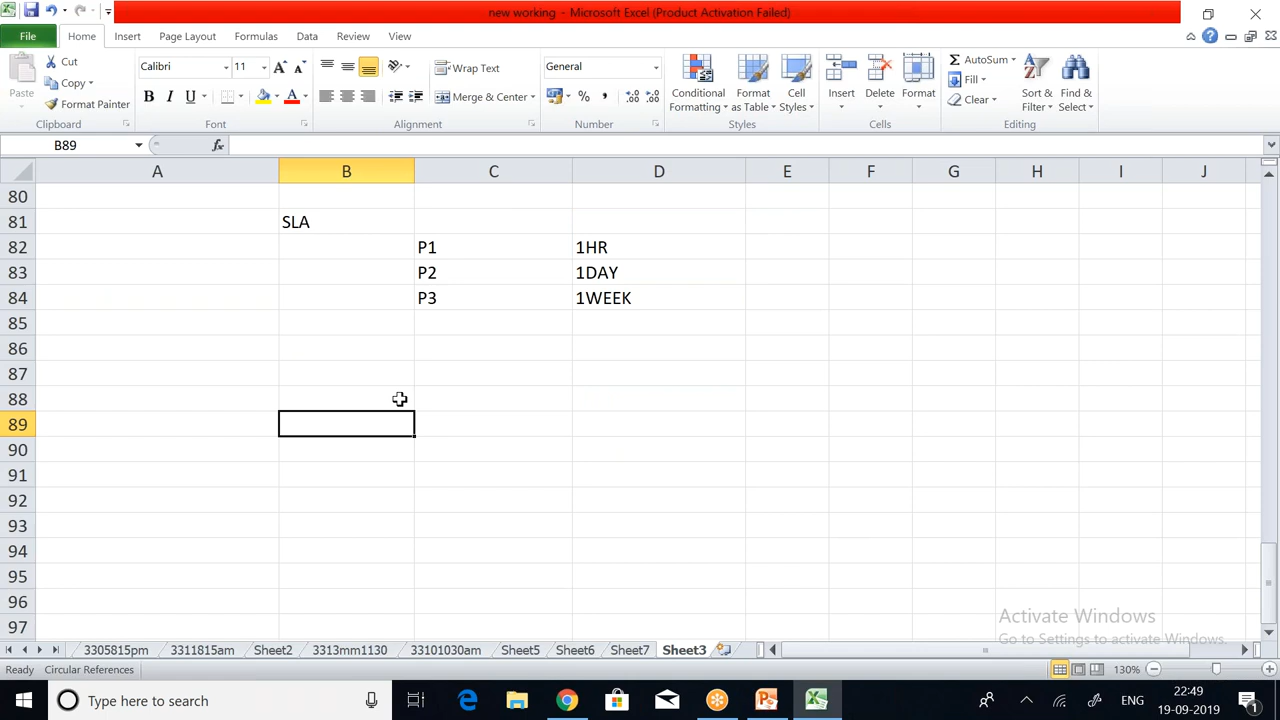 new working - Microsoft Excel (Product Activation Failed)
File Home Insert Page Layout Formulas Data Review View
Paste Cut Copy Format Painter Clipboard
Calibri 11 B I U A Font
Wrap Text Merge & Center Alignment
General % , Number
Conditional Formatting Format as Table Cell Styles Styles
Insert Delete Format Cells
Σ AutoSum Fill Clear Sort & Filter Find & Select Editing
B89 fx
A B C D E F G H I J
80
81 SLA
82 P1 1HR
83 P2 1DAY
84 P3 1WEEK
85
86
87
88
89
90
91
92
93
94
95
96
97
Activate Windows
Go to Settings to activate Windows.
3305815pm 3311815am Sheet2 3313mm1130 33101030am Sheet5 Sheet6 Sheet7 Sheet3
Ready Circular References 130%
Type here to search ENG 22:49
19-09-2019 1